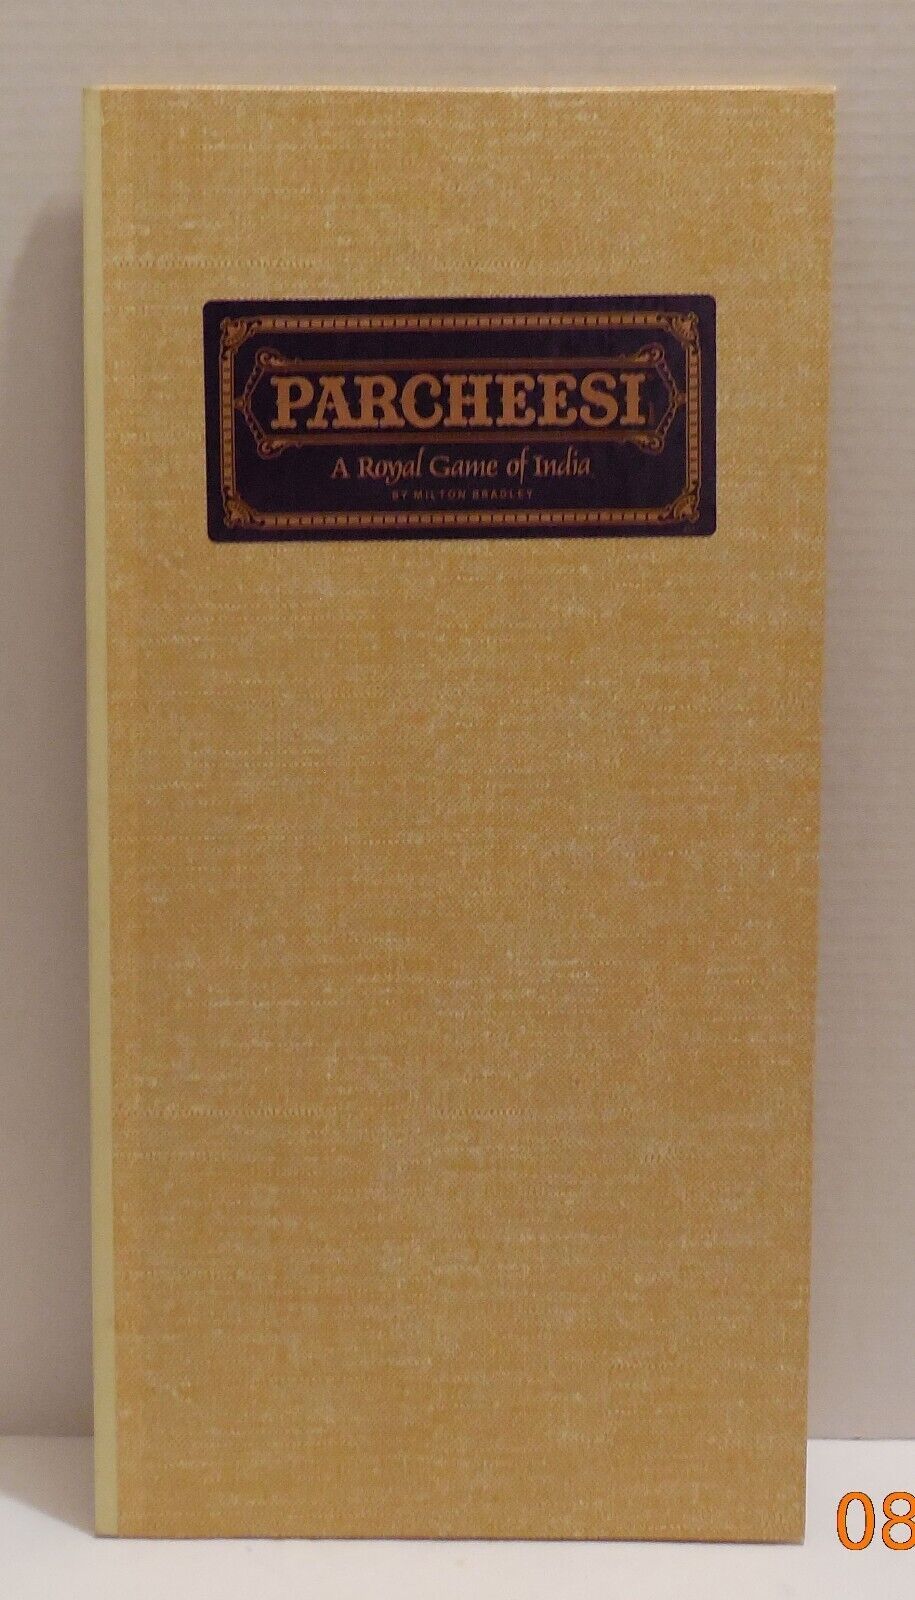 PARCHEESI
A Royal Game of India
BY MILTON BRADLEY
08